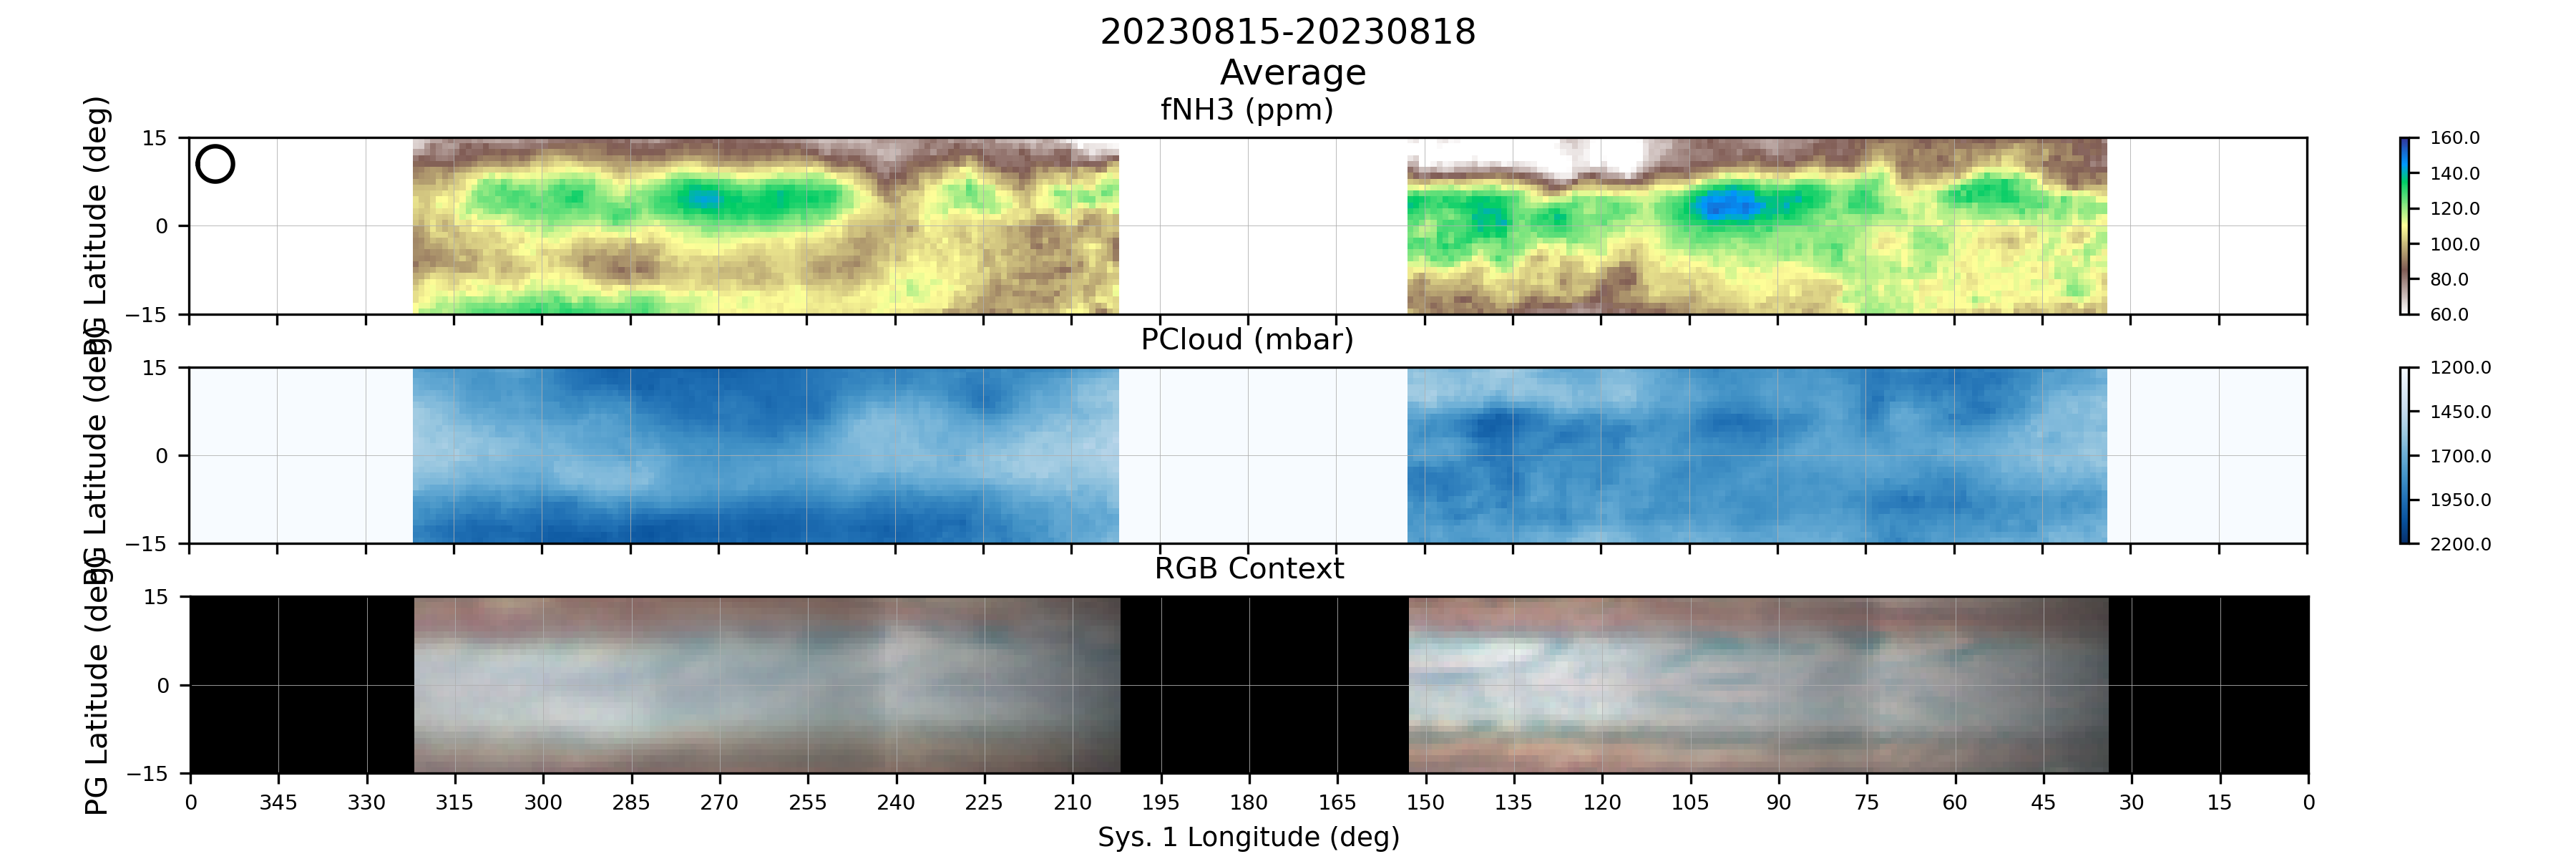 20230815-20230818
Average
fNH3 (ppm)
PG Latitude (deg)
15
0
−15
160.0
140.0
120.0
100.0
80.0
60.0
PCloud (mbar)
PG Latitude (deg)
15
0
−15
1200.0
1450.0
1700.0
1950.0
2200.0
RGB Context
PG Latitude (deg)
15
0
−15
0 345 330 315 300 285 270 255 240 225 210 195 180 165 150 135 120 105 90 75 60 45 30 15 0
Sys. 1 Longitude (deg)